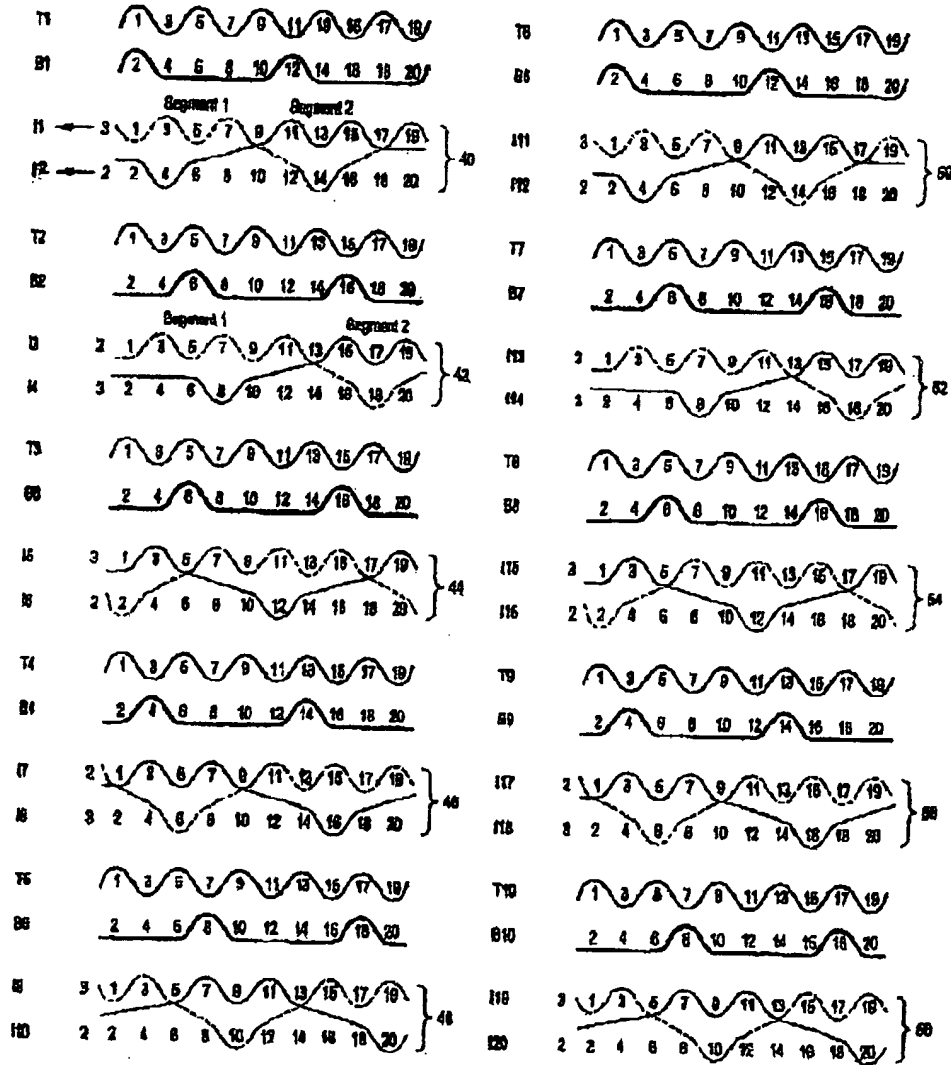 T1 1 3 5 7 9 11 13 15 17 19
B1 2 4 6 8 10 12 14 16 18 20
Segment 1 Segment 2
I1 3 1 3 5 7 9 11 13 15 17 19
40
I2 2 2 4 6 8 10 12 14 16 18 20
T2 1 3 5 7 9 11 13 15 17 19
B2 2 4 6 8 10 12 14 16 18 20
Segment 1 Segment 2
I3 2 1 3 5 7 9 11 13 15 17 19
42
I4 3 2 4 6 8 10 12 14 16 18 20
T3 1 3 5 7 9 11 13 15 17 19
B3 2 4 6 8 10 12 14 16 18 20
I5 3 1 3 5 7 9 11 13 15 17 19
44
I6 2 2 4 6 8 10 12 14 16 18 20
T4 1 3 5 7 9 11 13 15 17 19
B4 2 4 6 8 10 12 14 16 18 20
I7 2 1 3 5 7 9 11 13 15 17 19
46
I8 3 2 4 6 8 10 12 14 16 18 20
T5 1 3 5 7 9 11 13 15 17 19
B5 2 4 6 8 10 12 14 16 18 20
I9 3 1 3 5 7 9 11 13 15 17 19
48
I10 2 2 4 6 8 10 12 14 16 18 20
T6 1 3 5 7 9 11 13 15 17 19
B6 2 4 6 8 10 12 14 16 18 20
I11 3 1 3 5 7 9 11 13 15 17 19
50
I12 2 2 4 6 8 10 12 14 16 18 20
T7 1 3 5 7 9 11 13 15 17 19
B7 2 4 6 8 10 12 14 16 18 20
I13 2 1 3 5 7 9 11 13 15 17 19
52
I14 3 2 4 6 8 10 12 14 16 18 20
T8 1 3 5 7 9 11 13 15 17 19
B8 2 4 6 8 10 12 14 16 18 20
I15 3 1 3 5 7 9 11 13 15 17 19
54
I16 2 2 4 6 8 10 12 14 16 18 20
T9 1 3 5 7 9 11 13 15 17 19
B9 2 4 6 8 10 12 14 16 18 20
I17 2 1 3 5 7 9 11 13 15 17 19
I18 3 2 4 6 8 10 12 14 16 18 20
T10 1 3 5 7 9 11 13 15 17 19
B10 2 4 6 8 10 12 14 16 18 20
I19 3 1 3 5 7 9 11 13 15 17 19
I20 2 2 4 6 8 10 12 14 16 18 20